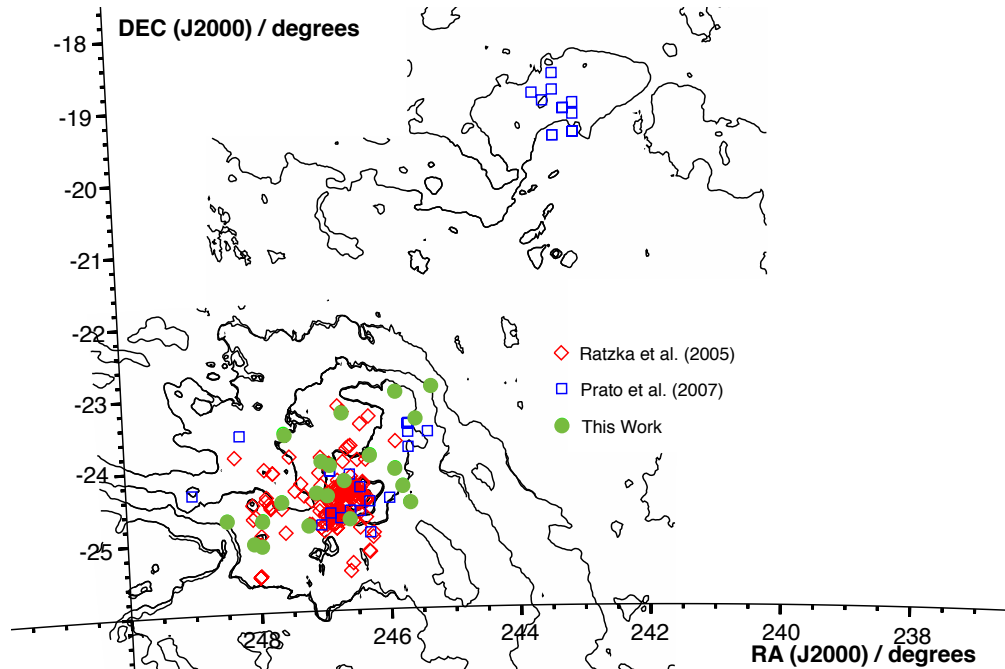 DEC (J2000) / degrees
-18
-19
-20
-21
-22
-23
-24
-25
Ratzka et al. (2005)
Prato et al. (2007)
This Work
248
246
244
242
240
238
RA (J2000) / degrees